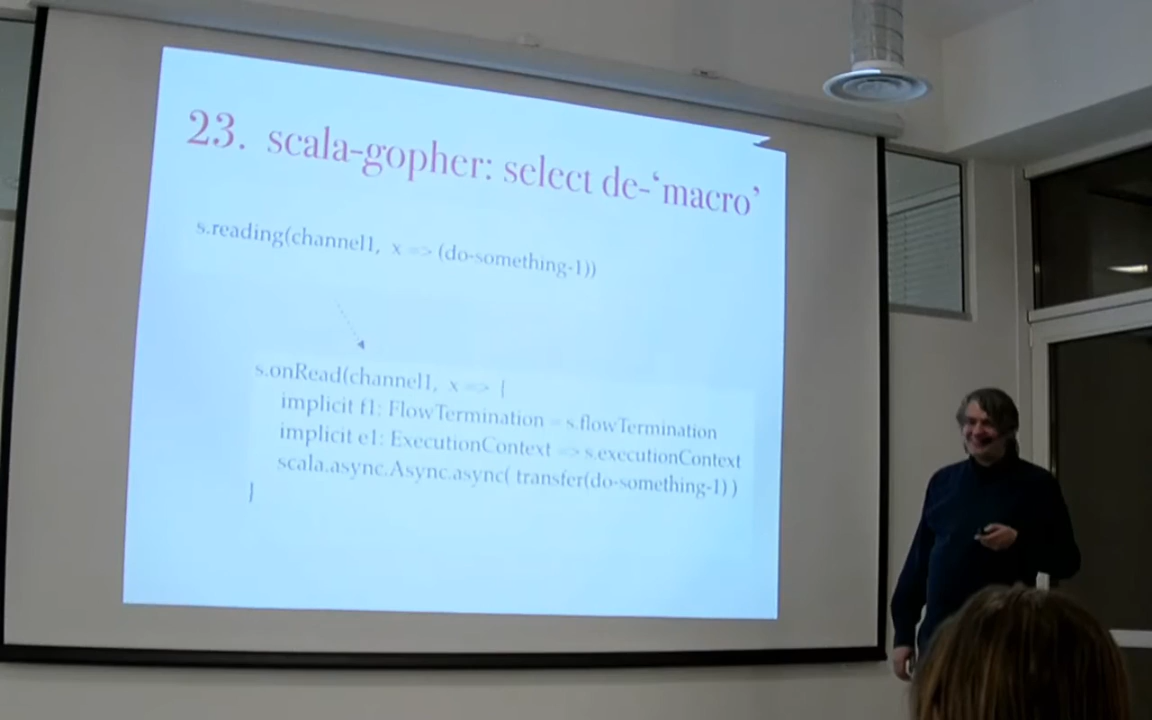 23. scala-gopher: select de-‘macro’
s.reading(channel1, x => (do-something-1))
s.onRead(channel1, x => {
implicit f1: FlowTermination = s.flowTermination
implicit e1: ExecutionContext => s.executionContext
scala.async.Async.async( transfer(do-something-1) )
}